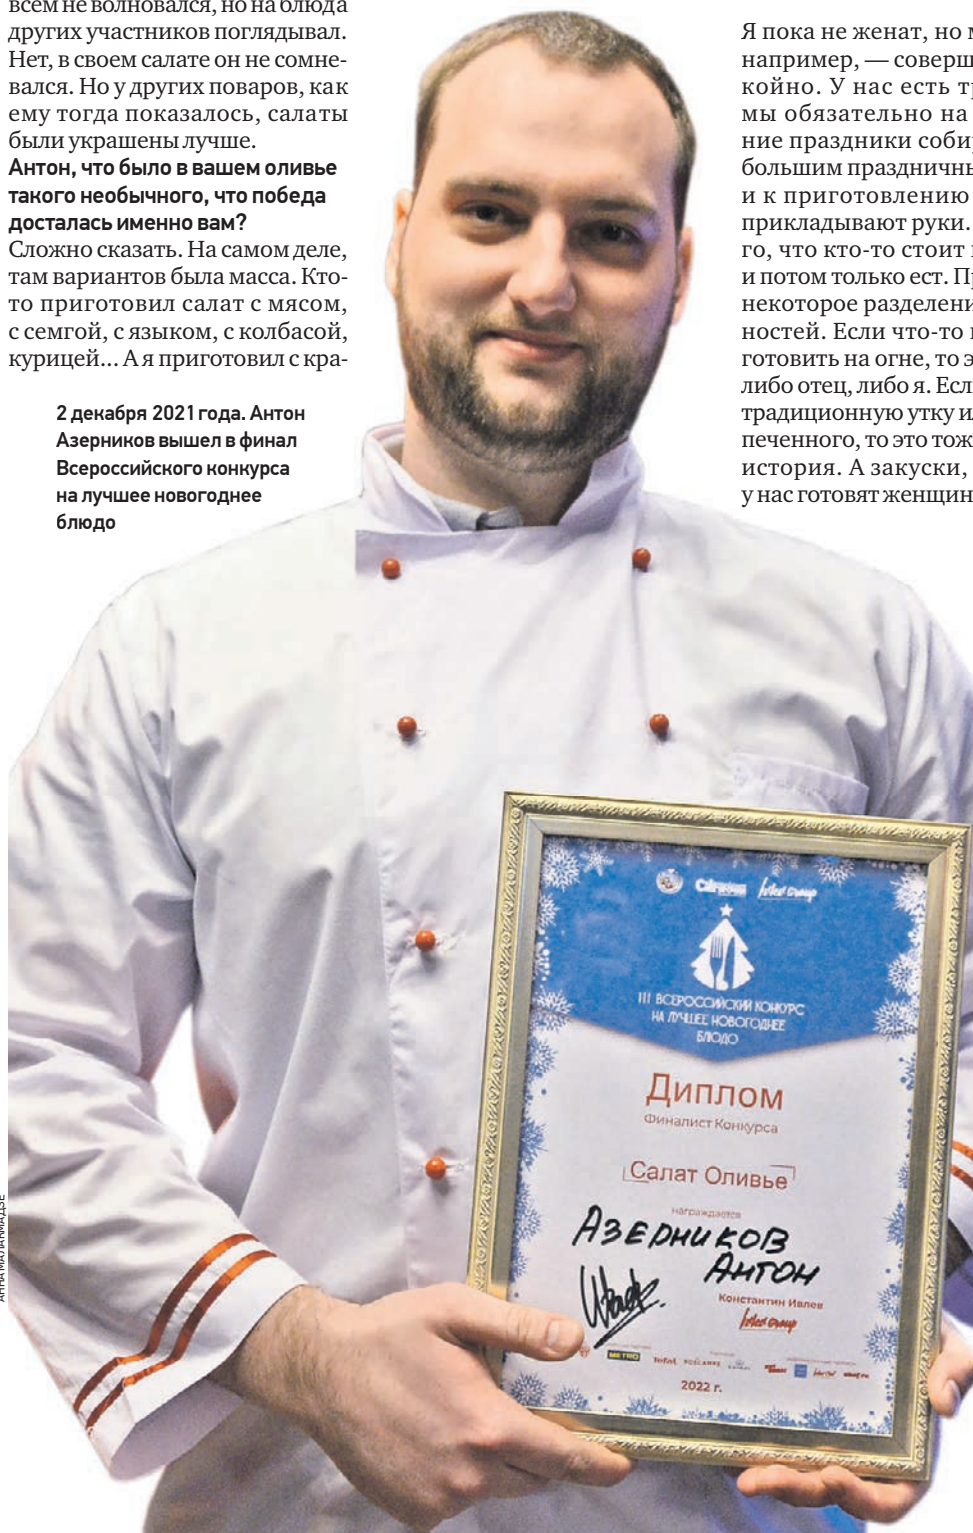 всем не волновался, но на блюда
других участников поглядывал.
Нет, в своем салате он не сомне-
вался. Но у других поваров, как
ему тогда показалось, салаты
были украшены лучше.
Антон, что было в вашем оливье
такого необычного, что победа
досталась именно вам?
Сложно сказать. На самом деле,
там вариантов была масса. Кто-
то приготовил салат с мясом,
с семгой, с языком, с колбасой,
курицей... А я приготовил с кра-
2 декабря 2021 года. Антон
Азерников вышел в финал
Всероссийского конкурса
на лучшее новогоднее
блюдо
Я пока не женат, но м
например, — соверш
койно. У нас есть тр
мы обязательно на
ние праздники собир
большим праздничны
и к приготовлению
прикладывают руки.
го, что кто-то стоит
и потом только ест. Пр
некоторое разделени
ностей. Если что-то
готовить на огне, то э
либо отец, либо я. Есл
традиционную утку ил
печенного, то это тож
история. А закуски,
у нас готовят женщин
III ВСЕРОССИЙСКИЙ КОНКУРС
НА ЛУЧШЕЕ НОВОГОДНЕЕ
БЛЮДО
Диплом
Финалист Конкурса
Салат Оливье
награждается
АЗЕРНИКОВ
АНТОН
Константин Ивлев
Ivlev Group
METRO Tefal
2022 г.